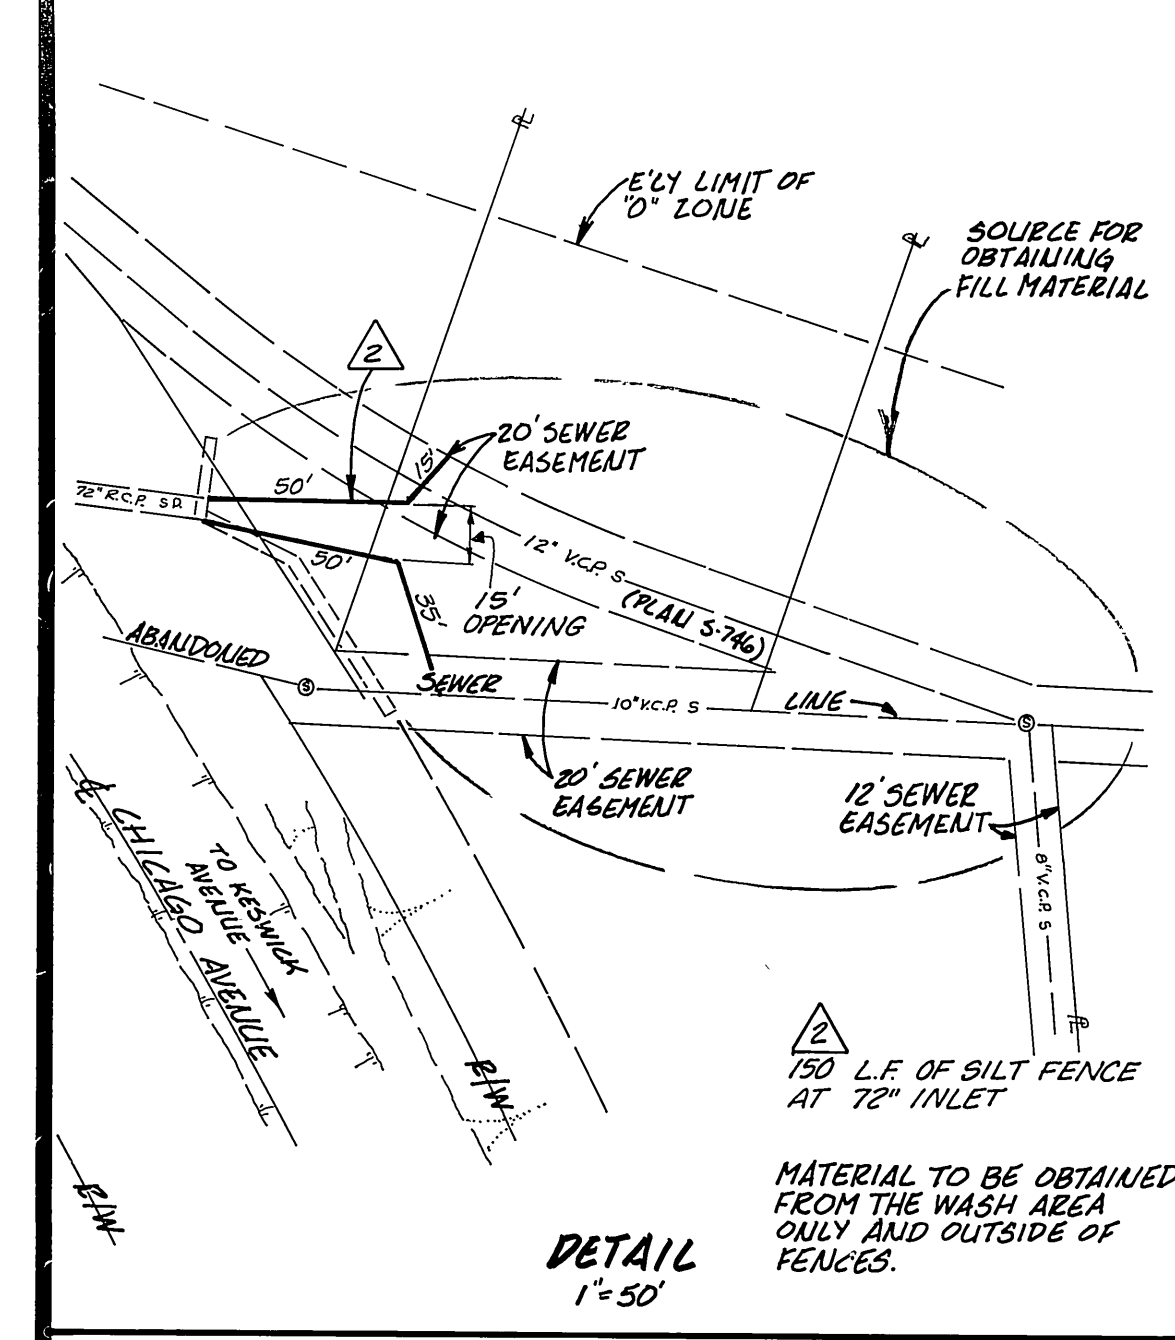 E'LY LIMIT OF
"O" ZONE
SOURCE FOR
OBTAINING
FILL MATERIAL
2
20' SEWER
EASEMENT
15'
50'
72" R.C.P. S.D.
50'
12" V.C.P. S
(PLAN S-746)
15'
OPENING
35'
ABANDONED
SEWER
S
10" V.C.P. S
LINE
S
20' SEWER
EASEMENT
12' SEWER
EASEMENT
8" V.C.P. S
℄ CHICAGO AVENUE
TO KESWICK
AVENUE
R/W
R/W
2
150 L.F. OF SILT FENCE
AT 72" INLET
MATERIAL TO BE OBTAINED
FROM THE WASH AREA
ONLY AND OUTSIDE OF
FENCES.
DETAIL
1"=50'